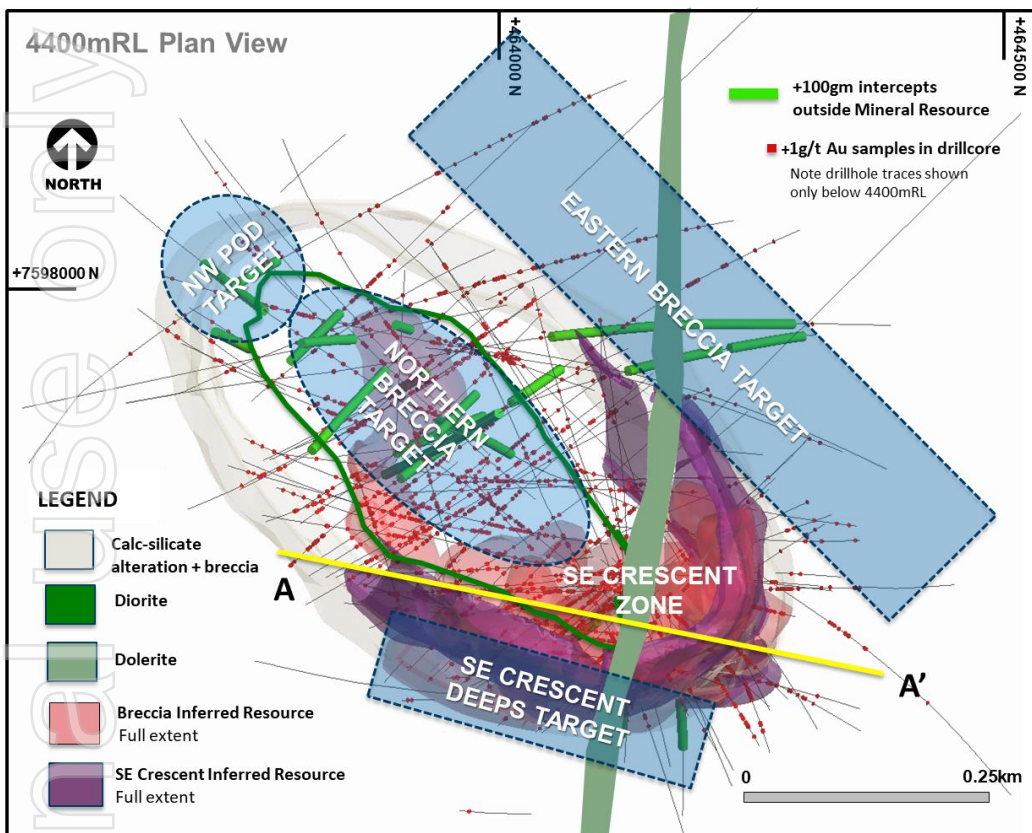 4400mRL Plan View
+464000 N
+464500 N
NORTH
+7598000 N
+100gm intercepts
outside Mineral Resource
+1g/t Au samples in drillcore
Note drillhole traces shown
only below 4400mRL
NW POD
TARGET
NORTHERN
BRECCIA
TARGET
EASTERN BRECCIA TARGET
SE CRESCENT
ZONE
SE CRESCENT
DEEPS TARGET
A
A'
LEGEND
Calc-silicate
alteration + breccia
Diorite
Dolerite
Breccia Inferred Resource
Full extent
SE Crescent Inferred Resource
Full extent
0
0.25km
nal use only